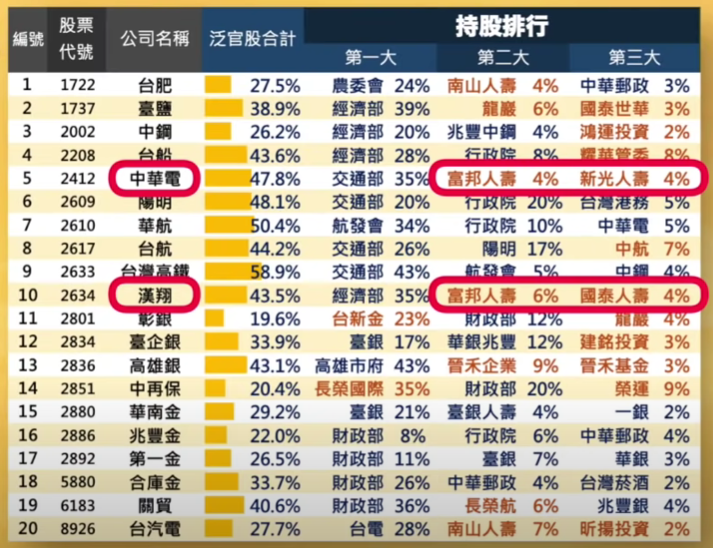 編號 股票代號 公司名稱 泛官股合計 持股排行
第一大 第二大 第三大
1 1722 台肥 27.5% 農委會 24% 南山人壽 4% 中華郵政 3%
2 1737 臺鹽 38.9% 經濟部 39% 龍巖 6% 國泰世華 3%
3 2002 中鋼 26.2% 經濟部 20% 兆豐中鋼 4% 鴻運投資 2%
4 2208 台船 43.6% 經濟部 28% 行政院 8% 耀華管委 8%
5 2412 中華電 47.8% 交通部 35% 富邦人壽 4% 新光人壽 4%
6 2609 陽明 48.1% 交通部 20% 行政院 20% 台灣港務 5%
7 2610 華航 50.4% 航發會 34% 行政院 10% 中華電 5%
8 2617 台航 44.2% 交通部 26% 陽明 17% 中航 7%
9 2633 台灣高鐵 58.9% 交通部 43% 航發會 5% 中鋼 4%
10 2634 漢翔 43.5% 經濟部 35% 富邦人壽 6% 國泰人壽 4%
11 2801 彰銀 19.6% 台新金 23% 財政部 12% 龍巖 4%
12 2834 臺企銀 33.9% 臺銀 17% 華銀兆豐 12% 建銘投資 3%
13 2836 高雄銀 43.1% 高雄市府 43% 晉禾企業 9% 晉禾基金 3%
14 2851 中再保 20.4% 長榮國際 35% 財政部 20% 榮運 9%
15 2880 華南金 29.2% 臺銀 21% 臺銀人壽 4% 一銀 2%
16 2886 兆豐金 22.0% 財政部 8% 行政院 6% 中華郵政 4%
17 2892 第一金 26.5% 財政部 11% 臺銀 7% 華銀 3%
18 5880 合庫金 33.7% 財政部 26% 中華郵政 4% 台灣菸酒 2%
19 6183 關貿 40.6% 財政部 36% 長榮航 6% 兆豐銀 4%
20 8926 台汽電 27.7% 台電 28% 南山人壽 7% 昕揚投資 2%